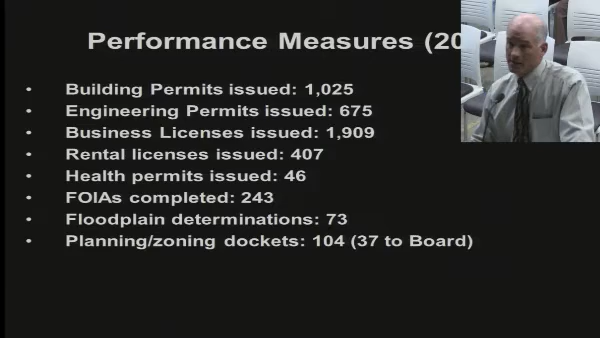 Performance Measures (20
• Building Permits issued: 1,025
• Engineering Permits issued: 675
• Business Licenses issued: 1,909
• Rental licenses issued: 407
• Health permits issued: 46
• FOIAs completed: 243
• Floodplain determinations: 73
• Planning/zoning dockets: 104 (37 to Board)